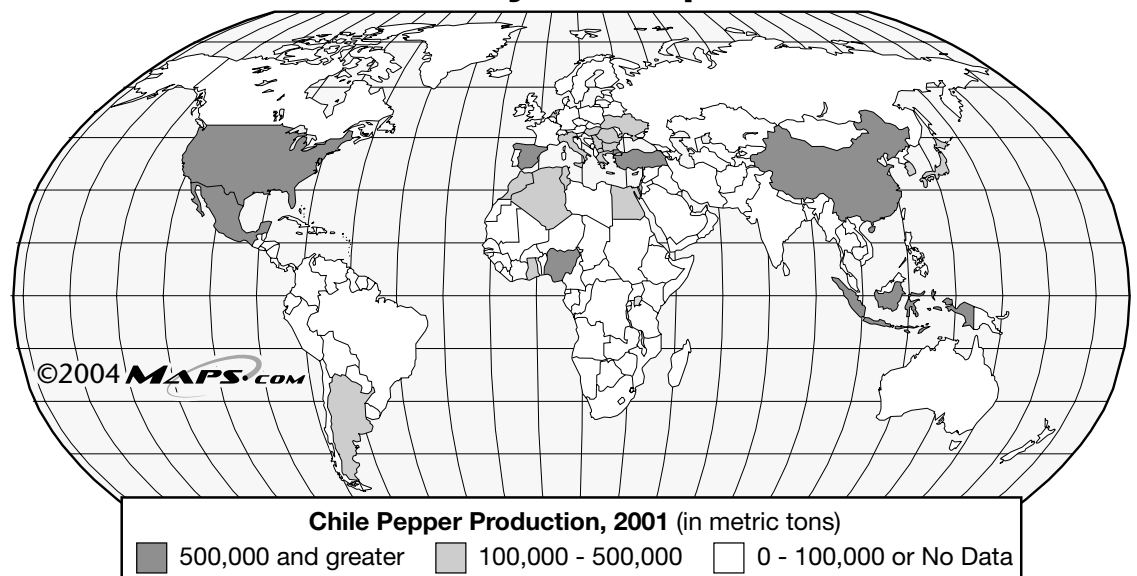 ©2004 MAPS.COM
Chile Pepper Production, 2001 (in metric tons)
500,000 and greater 100,000 - 500,000 0 - 100,000 or No Data